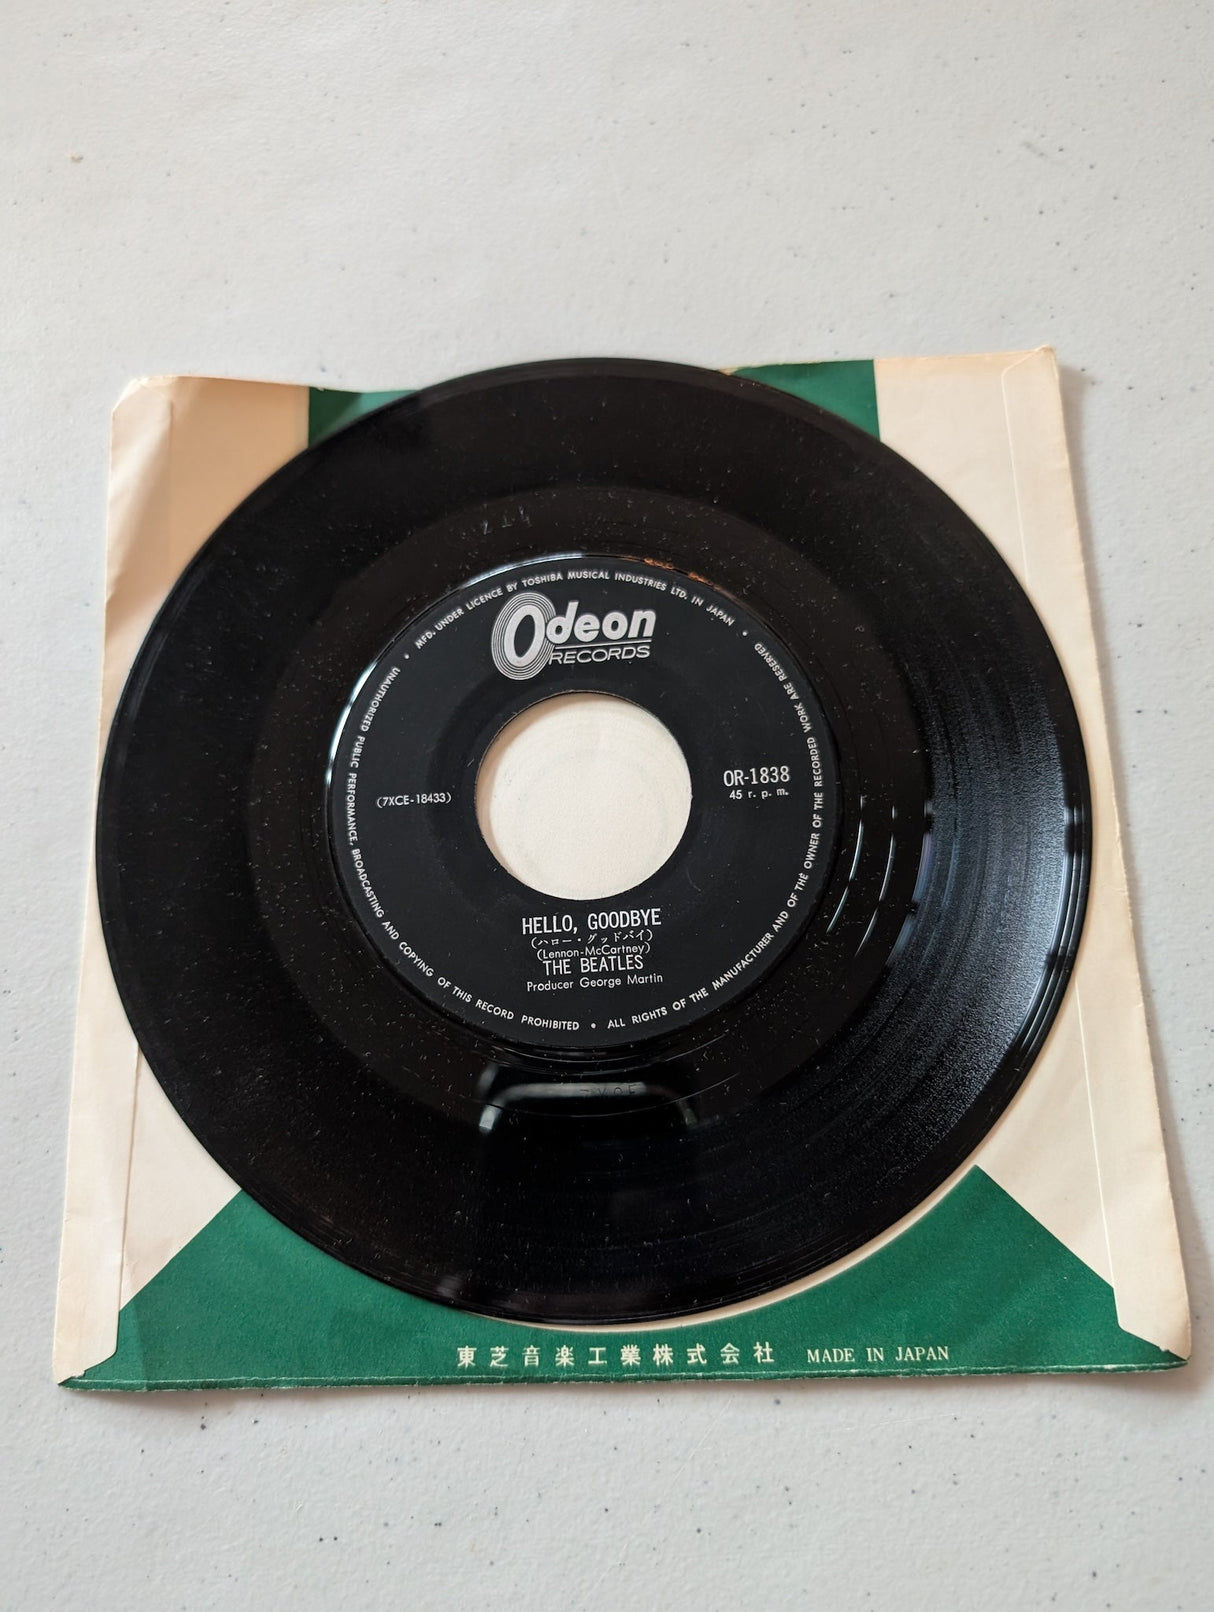 MFD. UNDER LICENCE BY TOSHIBA MUSICAL INDUSTRIES LTD. IN JAPAN •
Odeon
RECORDS
(7XCE-18433)
OR-1838
45 r. p. m.
HELLO, GOODBYE
(ハロー・グッドバイ)
(Lennon-McCartney)
THE BEATLES
Producer George Martin
UNAUTHORIZED PUBLIC PERFORMANCE, BROADCASTING AND COPYING OF THIS RECORD PROHIBITED • ALL RIGHTS OF THE MANUFACTURER AND OF THE OWNER OF THE RECORDED WORK ARE RESERVED
東芝音楽工業株式会社 MADE IN JAPAN